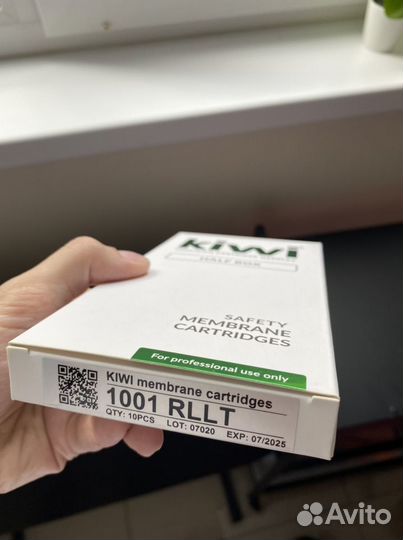 kiwi
HALF BOX
SAFETY
MEMBRANE
CARTRIDGES
For professional use only
KIWI membrane cartridges
1001 RLLT
QTY: 10PCS LOT: 07020 EXP: 07/2025
Avito